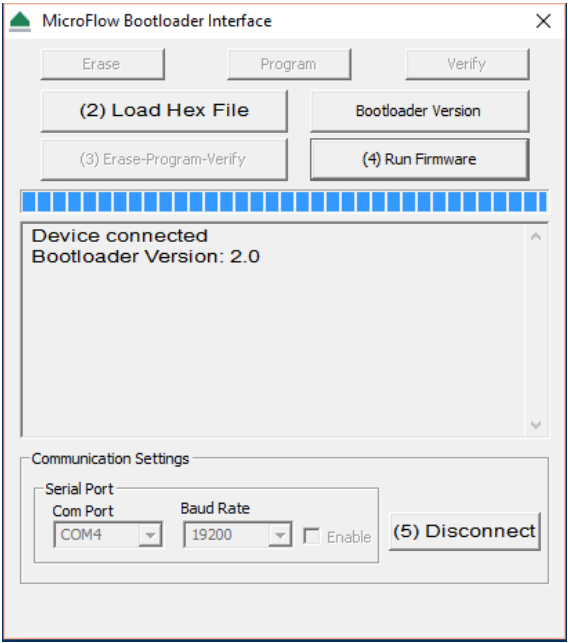 MicroFlow Bootloader Interface
Erase
Program
Verify
(2) Load Hex File
Bootloader Version
(3) Erase-Program-Verify
(4) Run Firmware
Device connected
Bootloader Version: 2.0
Communication Settings
Serial Port
Com Port
Baud Rate
COM4
19200
Enable
(5) Disconnect